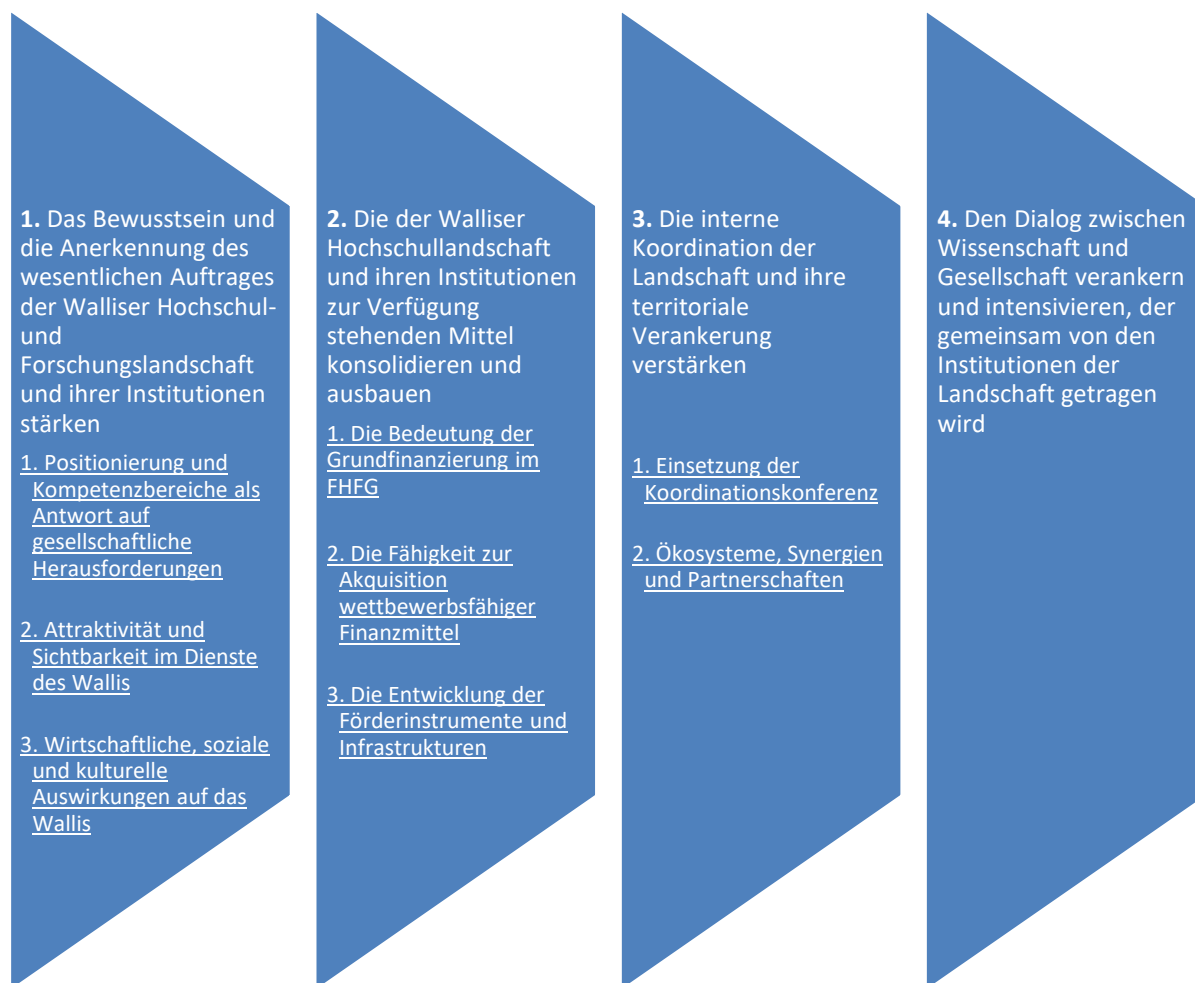 1. Das Bewusstsein und
die Anerkennung des
wesentlichen Auftrages
der Walliser Hochschul-
und
Forschungslandschaft
und ihrer Institutionen
stärken
1. Positionierung und
Kompetenzbereiche als
Antwort auf
gesellschaftliche
Herausforderungen
2. Attraktivität und
Sichtbarkeit im Dienste
des Wallis
3. Wirtschaftliche, soziale
und kulturelle
Auswirkungen auf das
Wallis
2. Die der Walliser
Hochschullandschaft
und ihren Institutionen
zur Verfügung
stehenden Mittel
konsolidieren und
ausbauen
1. Die Bedeutung der
Grundfinanzierung im
FHFG
2. Die Fähigkeit zur
Akquisition
wettbewerbsfähiger
Finanzmittel
3. Die Entwicklung der
Förderinstrumente und
Infrastrukturen
3. Die interne
Koordination der
Landschaft und ihre
territoriale
Verankerung
verstärken
1. Einsetzung der
Koordinationskonferenz
2. Ökosysteme, Synergien
und Partnerschaften
4. Den Dialog zwischen
Wissenschaft und
Gesellschaft verankern
und intensivieren, der
gemeinsam von den
Institutionen der
Landschaft getragen
wird